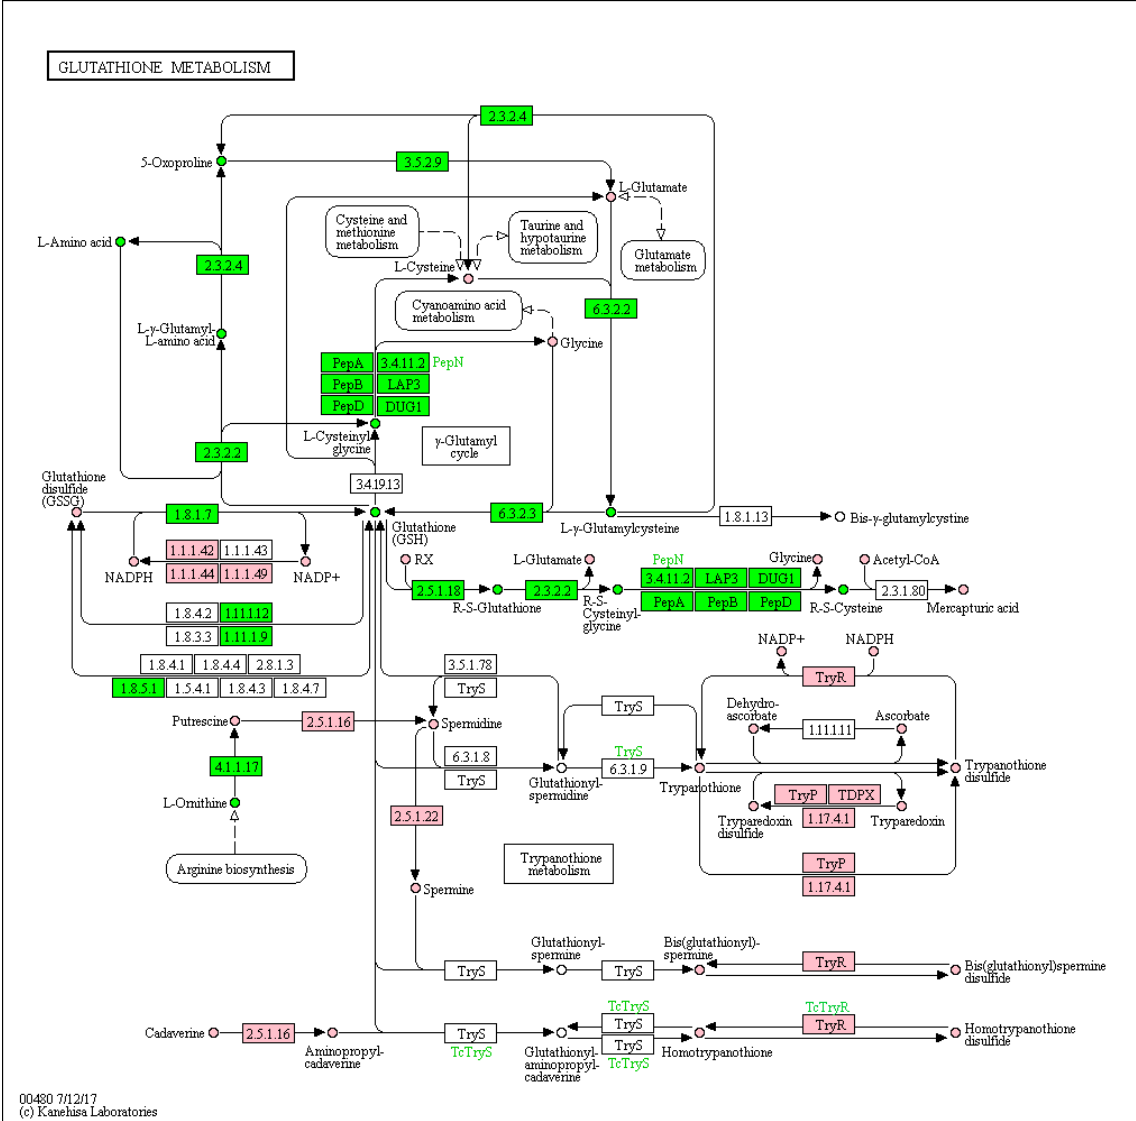 GLUTATHIONE METABOLISM
2.3.2.4
5-Oxoproline
3.5.2.9
L-Glutamate
Cysteine and
methionine
metabolism
Taurine and
hypotaurine
metabolism
L-Amino acid
Glutamate
metabolism
2.3.2.4
L-Cysteine
Cyanoamino acid
metabolism
6.3.2.2
L-γ-Glutamyl-
L-amino acid
Glycine
PepA
3.4.11.2
PepN
PepB
LAP3
PepD
DUG1
L-Cysteinyl
glycine
γ-Glutamyl
cycle
2.3.2.2
Glutathione
disulfide
(GSSG)
3.4.19.13
1.8.1.7
Glutathione
(GSH)
6.3.2.3
L-γ-Glutamylcysteine
1.8.1.13
Bis-γ-glutamylcystine
1.1.1.42
1.1.1.43
NADPH
1.1.1.44
1.1.1.49
NADP+
RX
2.5.1.18
R-S-Glutathione
L-Glutamate
2.3.2.2
R-S-
Cysteinyl-
glycine
PepN
3.4.11.2
LAP3
DUG1
PepA
PepB
PepD
Glycine
R-S-Cysteine
Acetyl-CoA
2.3.1.80
Mercapturic acid
1.8.4.2
1.11.1.12
1.8.3.3
1.11.1.9
1.8.4.1
1.8.4.4
2.8.1.3
1.8.5.1
1.5.4.1
1.8.4.3
1.8.4.7
3.5.1.78
TryS
NADP+
NADPH
TryR
Putrescine
2.5.1.16
Spermidine
TryS
Dehydro-
ascorbate
1.11.1.11
Ascorbate
4.1.1.17
6.3.1.8
TryS
Glutathionyl-
spermidine
TryS
6.3.1.9
Trypanothione
Trypanothione
disulfide
L-Ornithine
2.5.1.22
TryP
TDPX
1.17.4.1
Tryparedoxin
disulfide
Tryparedoxin
Arginine biosynthesis
Trypanothione
metabolism
TryP
1.17.4.1
Spermine
TryS
Glutathionyl-
spermine
TryS
Bis(glutathionyl)-
spermine
TryR
Bis(glutathionyl)spermine
disulfide
Cadaverine
2.5.1.16
Aminopropyl-
cadaverine
TryS
TcTryS
Glutathionyl-
aminopropyl-
cadaverine
TcTryS
TryS
TryS
TcTryS
Homotrypanothione
TcTryR
TryR
Homotrypanothione
disulfide
00480 7/12/17
(c) Kanehisa Laboratories